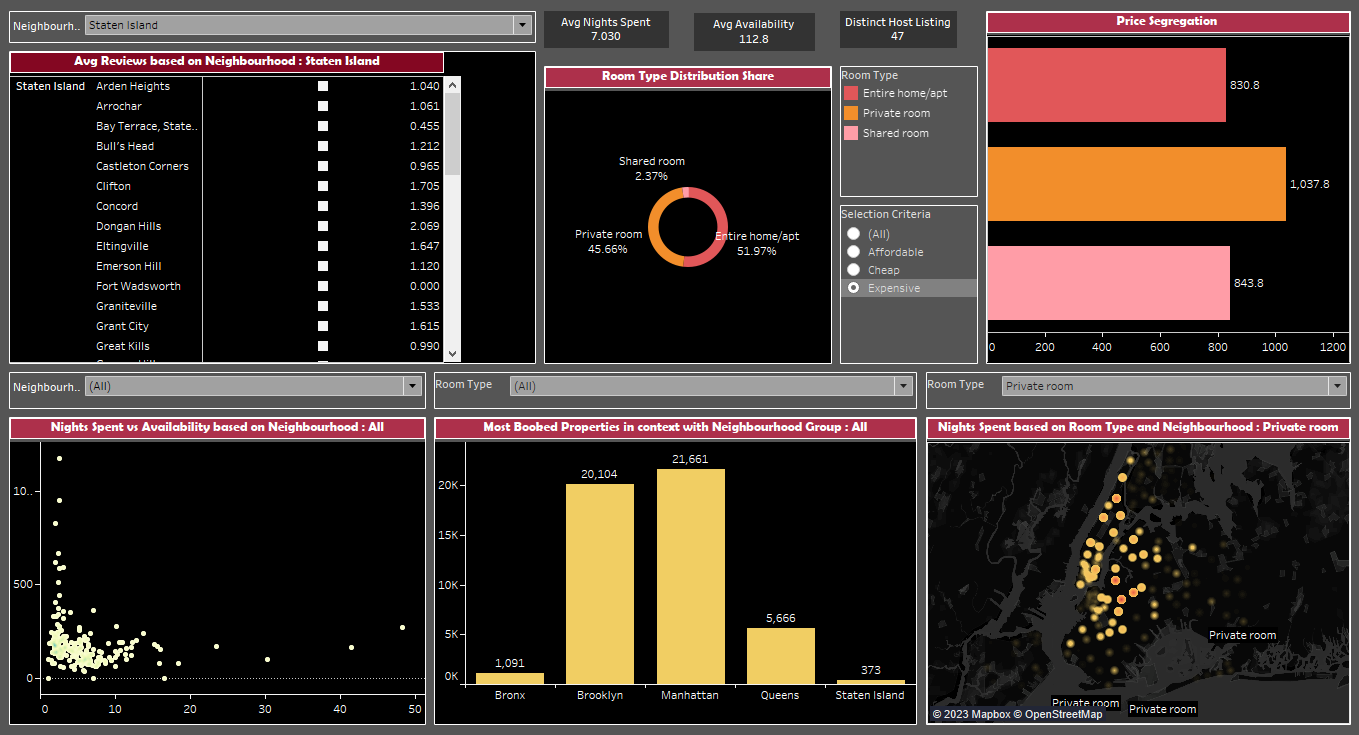 Neighbourh.. Staten Island
Avg Nights Spent
7.030
Avg Availability
112.8
Distinct Host Listing
47
Price Segregation
Avg Reviews based on Neighbourhood : Staten Island
Staten Island Arden Heights 1.040
Arrochar 1.061
Bay Terrace, State.. 0.455
Bull's Head 1.212
Castleton Corners 0.965
Clifton 1.705
Concord 1.396
Dongan Hills 2.069
Eltingville 1.647
Emerson Hill 1.120
Fort Wadsworth 0.000
Graniteville 1.533
Grant City 1.615
Great Kills 0.990
Room Type Distribution Share
Shared room
2.37%
Private room
45.66%
Entire home/apt
51.97%
Room Type
Entire home/apt
Private room
Shared room
Selection Criteria
(All)
Affordable
Cheap
Expensive
830.8
1,037.8
843.8
0 200 400 600 800 1000 1200
Neighbourh.. (All)
Room Type (All)
Room Type Private room
Nights Spent vs Availability based on Neighbourhood : All
10..
500
0
0 10 20 30 40 50
Most Booked Properties in context with Neighbourhood Group : All
20K
15K
10K
5K
0K
1,091
20,104
21,661
5,666
373
Bronx Brooklyn Manhattan Queens Staten Island
Nights Spent based on Room Type and Neighbourhood : Private room
Private room
Private room
Private room
© 2023 Mapbox © OpenStreetMap